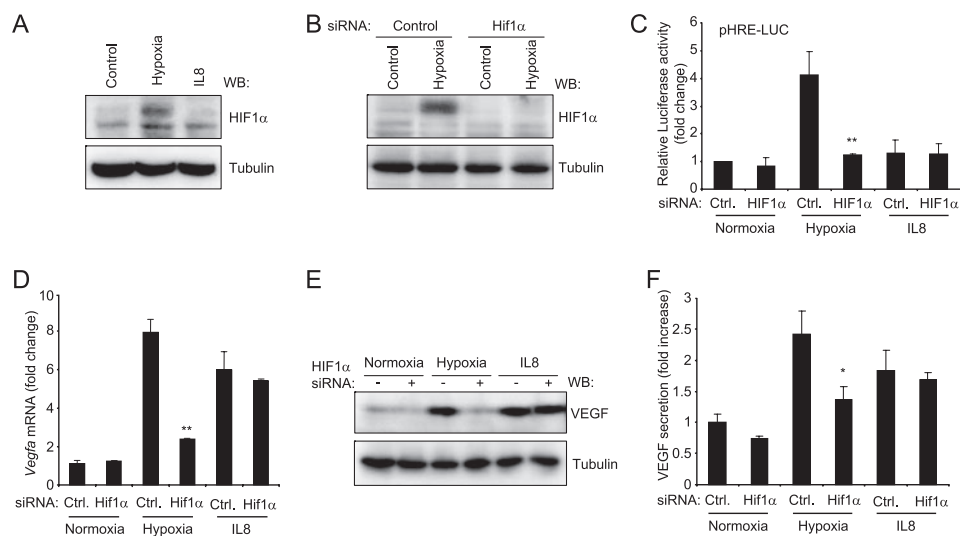 A
Control
Hypoxia
IL8
WB:
HIF1α
Tubulin
B
siRNA: Control Hif1α
Control
Hypoxia
Control
Hypoxia
WB:
HIF1α
Tubulin
C
pHRE-LUC
Relative Luciferase activity
(fold change)
6
5
4
3
2
1
0
**
siRNA: Ctrl. HIF1α Ctrl. HIF1α Ctrl. HIF1α
Normoxia Hypoxia IL8
D
Vegfa mRNA (fold change)
10
8
6
4
2
0
**
siRNA: Ctrl. Hif1α Ctrl. Hif1α Ctrl. Hif1α
Normoxia Hypoxia IL8
E
HIF1α Normoxia Hypoxia IL8
siRNA: - + - + - + WB:
VEGF
Tubulin
F
VEGF secretion (fold increase)
3
2.5
2
1.5
1
0.5
0
*
siRNA: Ctrl. Hif1α Ctrl. Hif1α Ctrl. Hif1α
Normoxia Hypoxia IL8